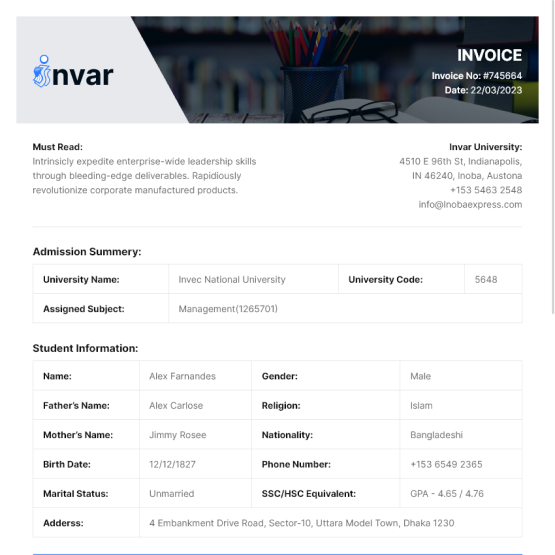 invar
INVOICE
Invoice No: #745664
Date: 22/03/2023
Must Read:
Intrinsicly expedite enterprise-wide leadership skills
through bleeding-edge deliverables. Rapidiously
revolutionize corporate manufactured products.
Invar University:
4510 E 96th St, Indianapolis,
IN 46240, Inoba, Austona
+153 5463 2548
info@Inobaexpress.com
Admission Summery:
University Name: Invec National University University Code: 5648
Assigned Subject: Management(1265701)
Student Information:
Name: Alex Farnandes Gender: Male
Father's Name: Alex Carlose Religion: Islam
Mother's Name: Jimmy Rosee Nationality: Bangladeshi
Birth Date: 12/12/1827 Phone Number: +153 6549 2365
Marital Status: Unmarried SSC/HSC Equivalent: GPA - 4.65 / 4.76
Adderss: 4 Embankment Drive Road, Sector-10, Uttara Model Town, Dhaka 1230